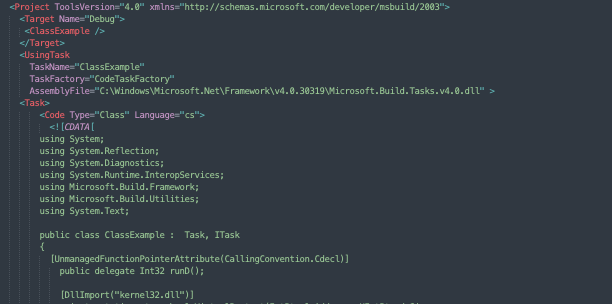 <Project ToolsVersion="4.0" xmlns="http://schemas.microsoft.com/developer/msbuild/2003">
<Target Name="Debug">
<ClassExample />
</Target>
<UsingTask
TaskName="ClassExample"
TaskFactory="CodeTaskFactory"
AssemblyFile="C:\Windows\Microsoft.Net\Framework\v4.0.30319\Microsoft.Build.Tasks.v4.0.dll" >
<Task>
<Code Type="Class" Language="cs">
<![CDATA[
using System;
using System.Reflection;
using System.Diagnostics;
using System.Runtime.InteropServices;
using Microsoft.Build.Framework;
using Microsoft.Build.Utilities;
using System.Text;
public class ClassExample :  Task, ITask
{
[UnmanagedFunctionPointerAttribute(CallingConvention.Cdecl)]
public delegate Int32 runD();
[DllImport("kernel32.dll")]